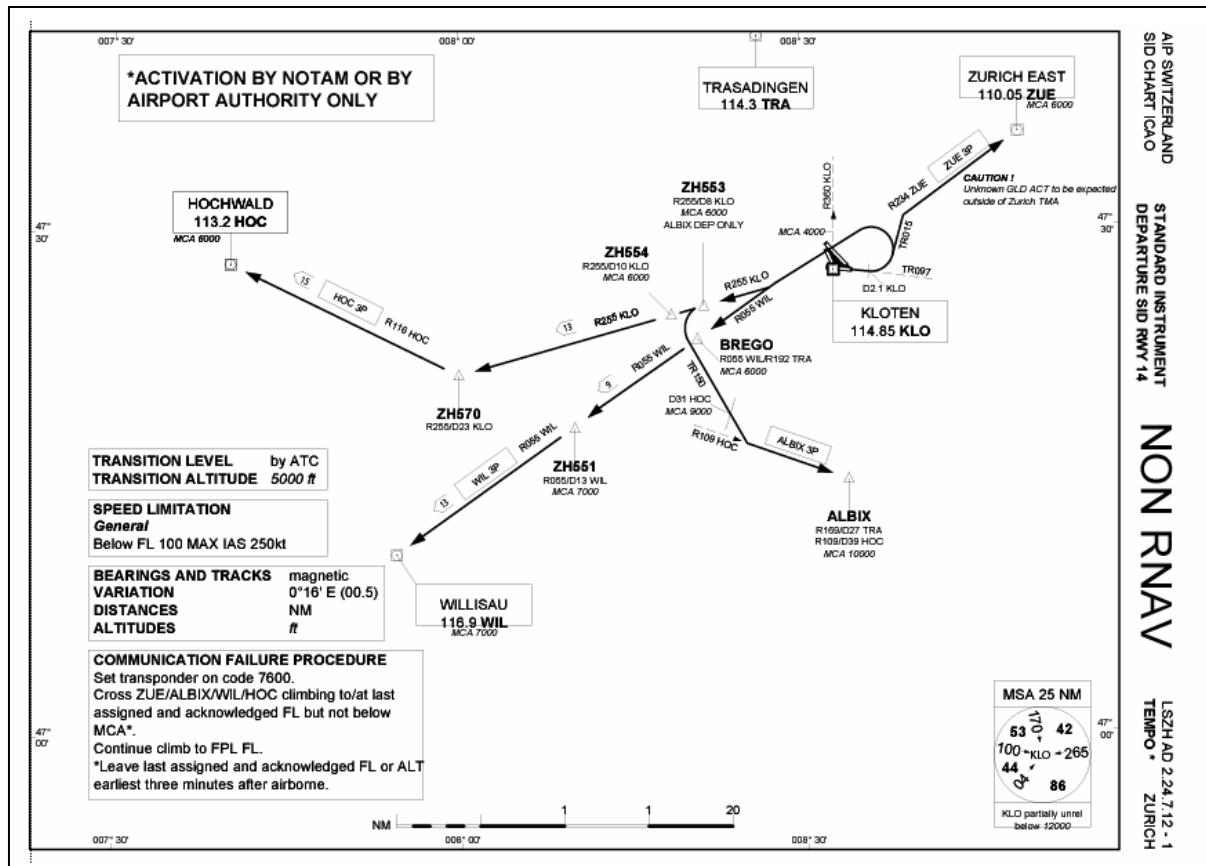 007° 30'
008° 00'
008° 30'
*ACTIVATION BY NOTAM OR BY
AIRPORT AUTHORITY ONLY
TRASADINGEN
114.3 TRA
ZURICH EAST
110.05 ZUE
MCA 6000
ZUE 3P
R234 ZUE
CAUTION !
Unknown GLD ACT to be expected
outside of Zurich TMA
R360 KLO
MCA 4000
TR015
TR097
D2.1 KLO
KLOTEN
114.85 KLO
HOCHWALD
113.2 HOC
MCA 6000
47°
30'
47°
30'
ZH553
R255/D8 KLO
MCA 6000
ALBIX DEP ONLY
ZH554
R255/D10 KLO
MCA 6000
R255 KLO
R055 WIL
15
HOC 3P
R116 HOC
13
R255 KLO
BREGO
R055 WIL/R192 TRA
MCA 6000
R055 WIL
9
TR150
D31 HOC
MCA 9000
R109 HOC
ALBIX 3P
ZH570
R255/D23 KLO
R055 WIL
WIL 3P
13
ZH551
R055/D13 WIL
MCA 7000
ALBIX
R169/D27 TRA
R109/D39 HOC
MCA 10000
WILLISAU
116.9 WIL
MCA 7000
TRANSITION LEVEL by ATC
TRANSITION ALTITUDE 5000 ft
SPEED LIMITATION
General
Below FL 100 MAX IAS 250kt
BEARINGS AND TRACKS magnetic
VARIATION 0°16' E (00.5)
DISTANCES NM
ALTITUDES ft
COMMUNICATION FAILURE PROCEDURE
Set transponder on code 7600.
Cross ZUE/ALBIX/WIL/HOC climbing to/at last
assigned and acknowledged FL but not below
MCA*.
Continue climb to FPL FL.
*Leave last assigned and acknowledged FL or ALT
earliest three minutes after airborne.
47°
00'
47°
00'
MSA 25 NM
170
53
42
100
KLO
265
44
04
86
KLO partially unrel
below 12000
NM
1
1
20
007° 30'
008° 00'
008° 30'
AIP SWITZERLAND
SID CHART ICAO
STANDARD INSTRUMENT
DEPARTURE SID RWY 14
NON RNAV
LSZH AD 2.24.7.12 - 1
TEMPO * ZURICH